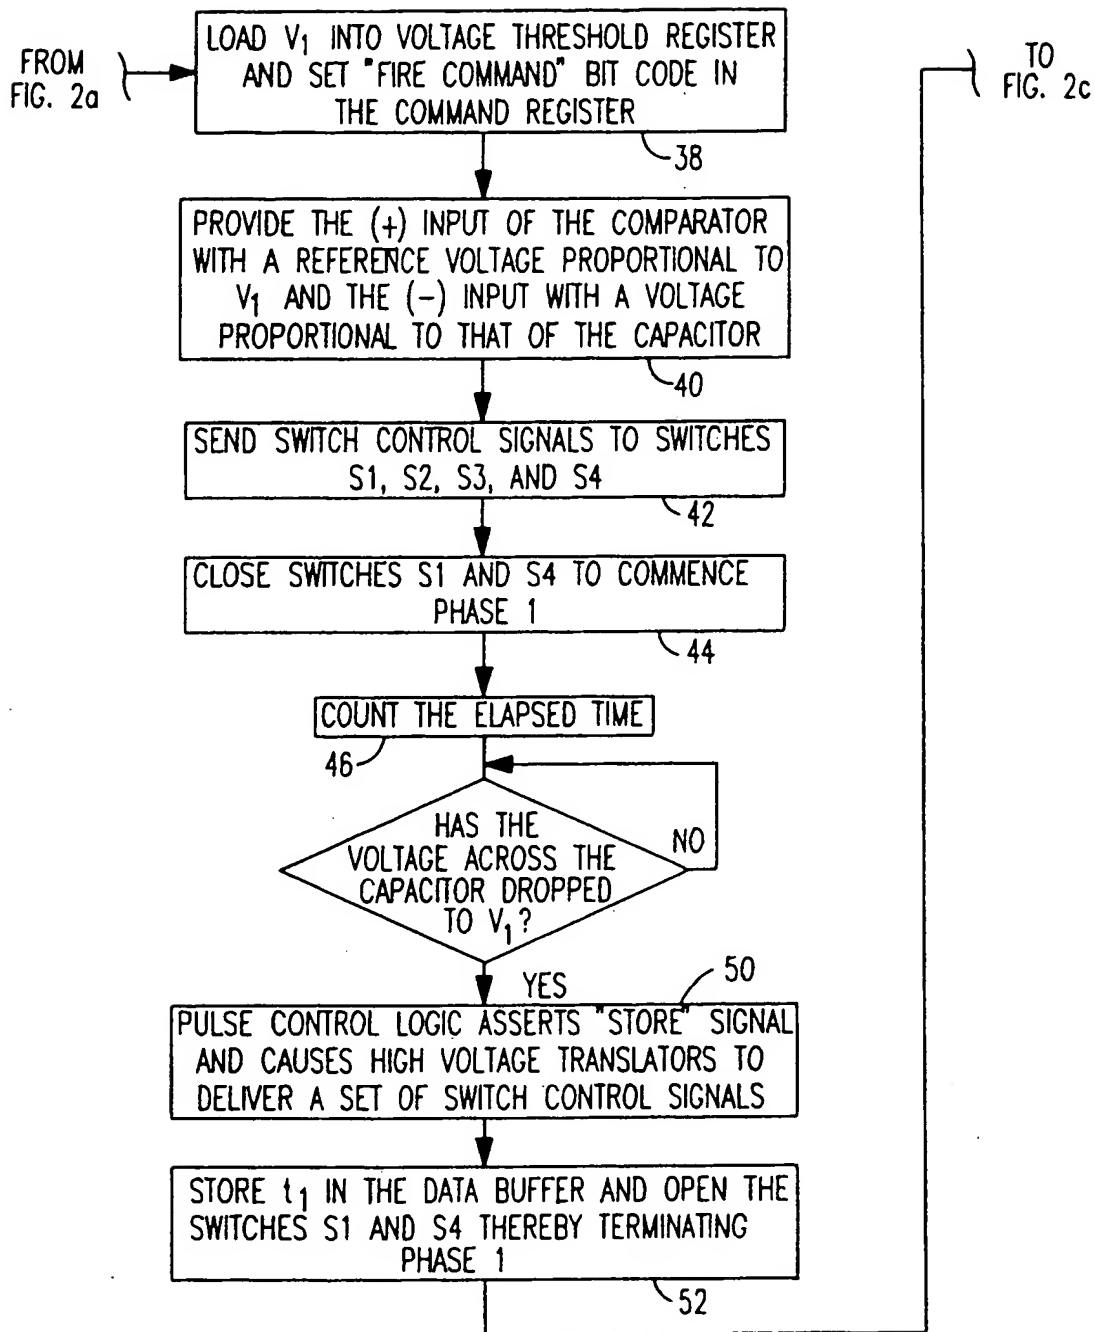 FROM
FIG. 2a
LOAD V1 INTO VOLTAGE THRESHOLD REGISTER
AND SET "FIRE COMMAND" BIT CODE IN
THE COMMAND REGISTER
38
TO
FIG. 2c
PROVIDE THE (+) INPUT OF THE COMPARATOR
WITH A REFERENCE VOLTAGE PROPORTIONAL TO
V1 AND THE (-) INPUT WITH A VOLTAGE
PROPORTIONAL TO THAT OF THE CAPACITOR
40
SEND SWITCH CONTROL SIGNALS TO SWITCHES
S1, S2, S3, AND S4
42
CLOSE SWITCHES S1 AND S4 TO COMMENCE
PHASE 1
44
COUNT THE ELAPSED TIME
46
HAS THE
VOLTAGE ACROSS THE
CAPACITOR DROPPED
TO V1?
NO
YES
50
PULSE CONTROL LOGIC ASSERTS "STORE" SIGNAL
AND CAUSES HIGH VOLTAGE TRANSLATORS TO
DELIVER A SET OF SWITCH CONTROL SIGNALS
STORE t1 IN THE DATA BUFFER AND OPEN THE
SWITCHES S1 AND S4 THEREBY TERMINATING
PHASE 1
52